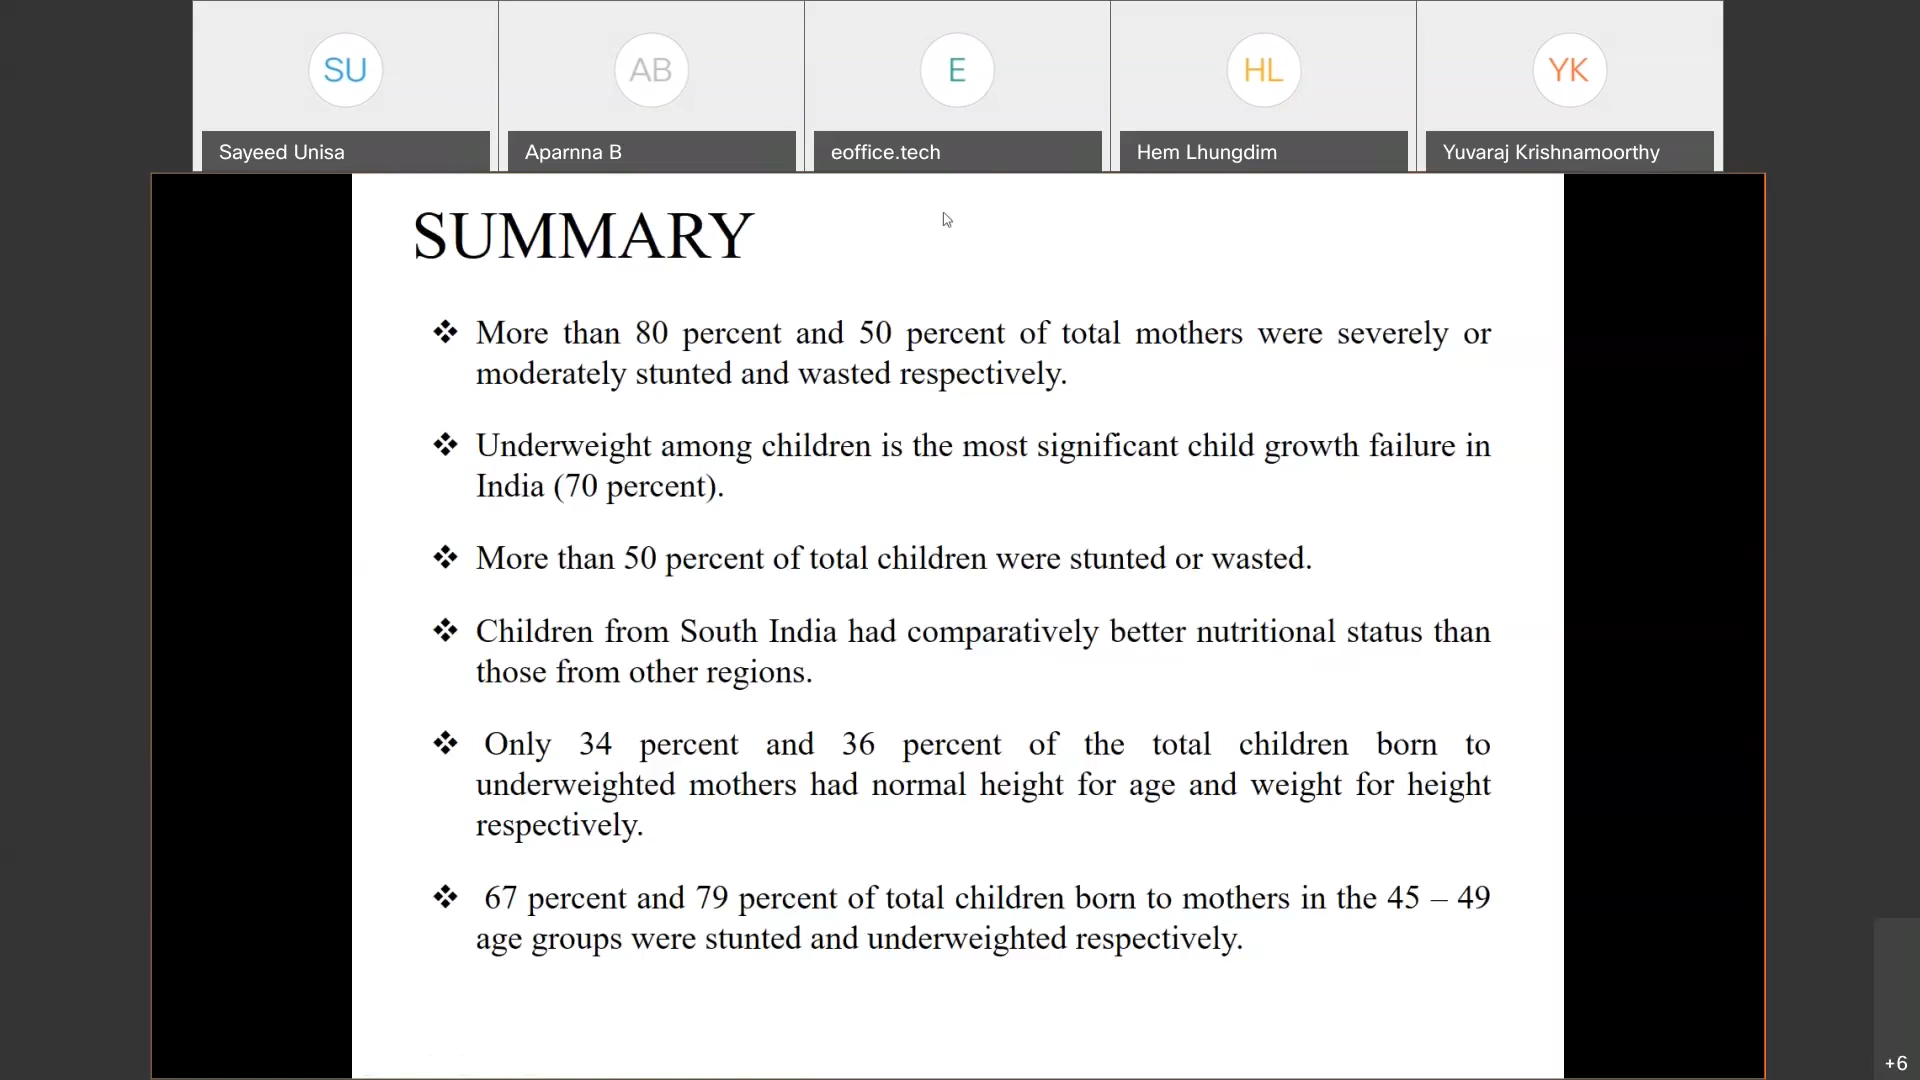 SU
AB
E
HL
YK
Sayeed Unisa
Aparnna B
eoffice.tech
Hem Lhungdim
Yuvaraj Krishnamoorthy
SUMMARY
❖ More than 80 percent and 50 percent of total mothers were severely or
moderately stunted and wasted respectively.
❖ Underweight among children is the most significant child growth failure in
India (70 percent).
❖ More than 50 percent of total children were stunted or wasted.
❖ Children from South India had comparatively better nutritional status than
those from other regions.
❖ Only 34 percent and 36 percent of the total children born to
underweighted mothers had normal height for age and weight for height
respectively.
❖ 67 percent and 79 percent of total children born to mothers in the 45 – 49
age groups were stunted and underweighted respectively.
+6